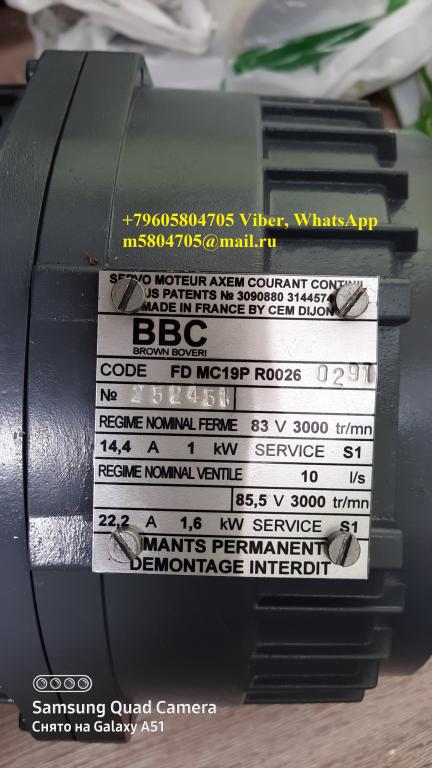 +79605804705 Viber, WhatsApp
m5804705@mail.ru
SERVO MOTEUR AXEM COURANT CONTINU
US PATENTS № 3090880 3144574
MADE IN FRANCE BY CEM DIJON
BBC
BROWN BOVERI
CODE FD MC19P R0026 0291
№ 252451
REGIME NOMINAL FERME 83 V 3000 tr/mn
14,4 A 1 kW SERVICE S1
REGIME NOMINAL VENTILE 10 l/s
85,5 V 3000 tr/mn
22,2 A 1,6 kW SERVICE S1
AIMANTS PERMANENT
DEMONTAGE INTERDIT
Samsung Quad Camera
Снято на Galaxy A51